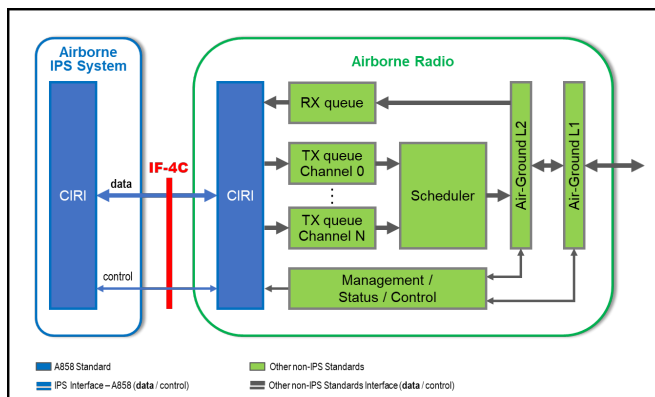 Airborne
IPS System
Airborne Radio
RX queue
IF-4C
TX queue
Channel 0
data
CIRI
CIRI
Scheduler
Air-Ground L2
Air-Ground L1
TX queue
Channel N
control
Management /
Status / Control
A858 Standard
Other non-IPS Standards
IPS Interface – A858 (data / control)
Other non-IPS Standards Interface (data / control)